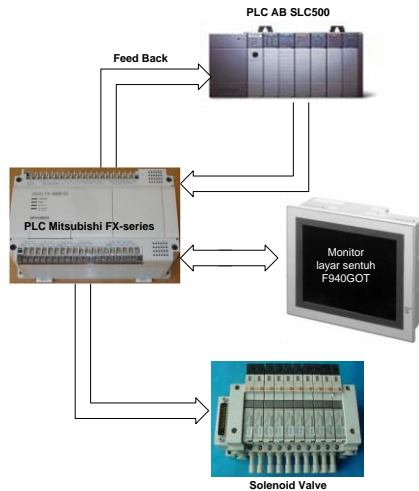 PLC AB SLC500
Feed Back
PLC Mitsubishi FX-series
Monitor
layar sentuh
F940GOT
Solenoid Valve